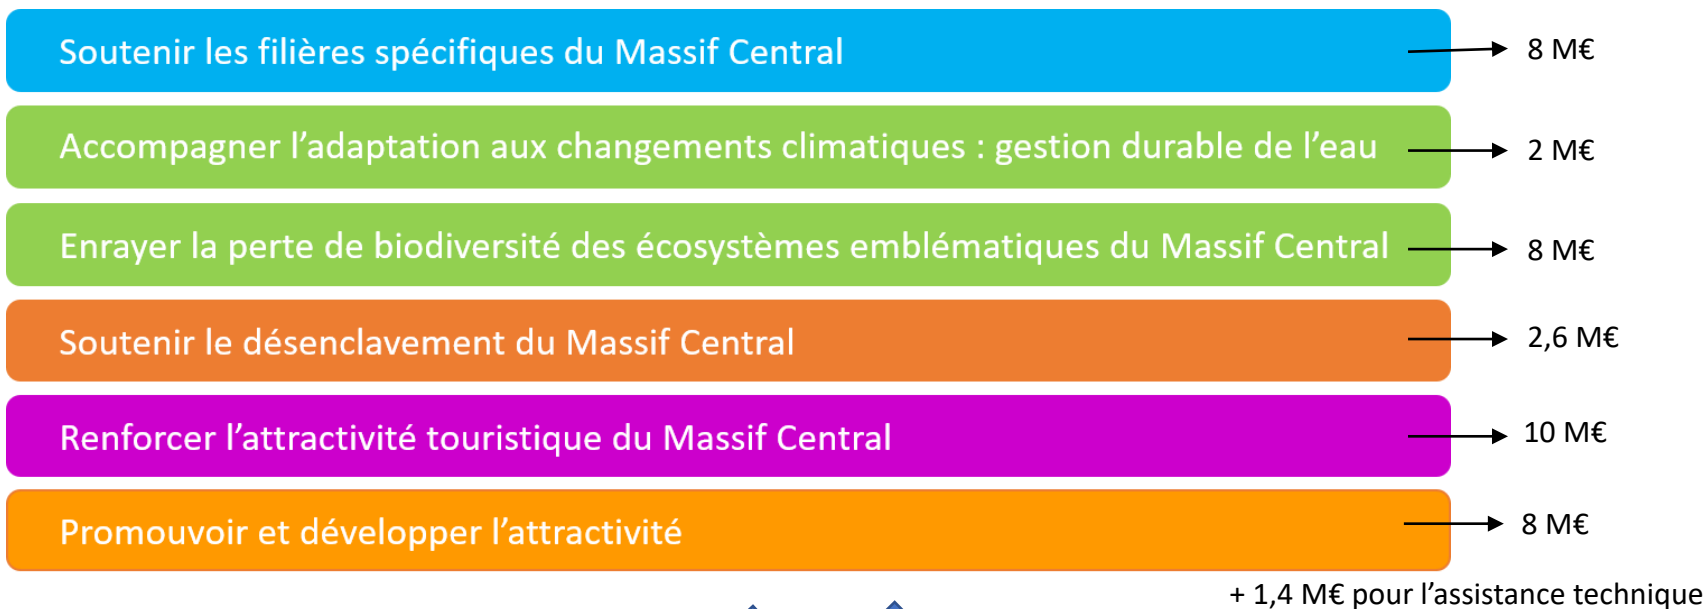 Soutenir les filières spécifiques du Massif Central
8 M€
Accompagner l’adaptation aux changements climatiques : gestion durable de l’eau
2 M€
Enrayer la perte de biodiversité des écosystèmes emblématiques du Massif Central
8 M€
Soutenir le désenclavement du Massif Central
2,6 M€
Renforcer l’attractivité touristique du Massif Central
10 M€
Promouvoir et développer l’attractivité
8 M€
+ 1,4 M€ pour l’assistance technique